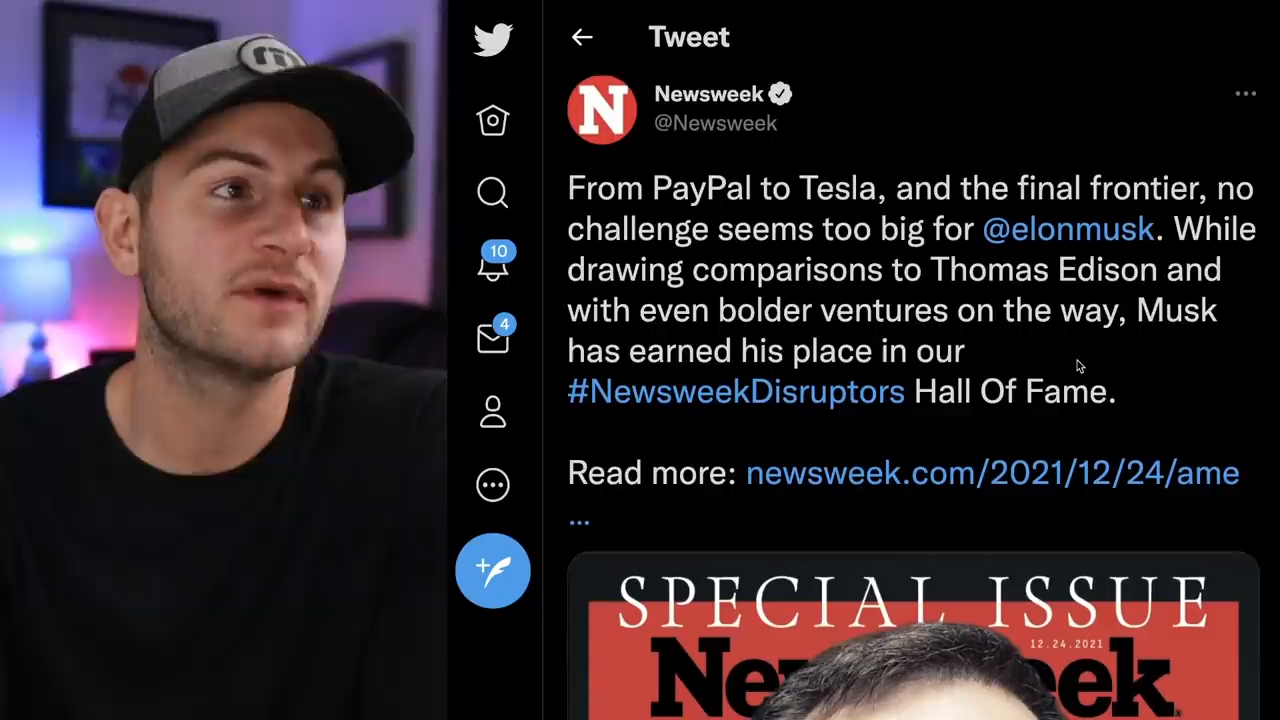 Tweet
Newsweek
@Newsweek
From PayPal to Tesla, and the final frontier, no
challenge seems too big for @elonmusk. While
drawing comparisons to Thomas Edison and
with even bolder ventures on the way, Musk
has earned his place in our
#NewsweekDisruptors Hall Of Fame.
Read more: newsweek.com/2021/12/24/ame
...
10
4
N
SPECIAL ISSUE
12.24.2021